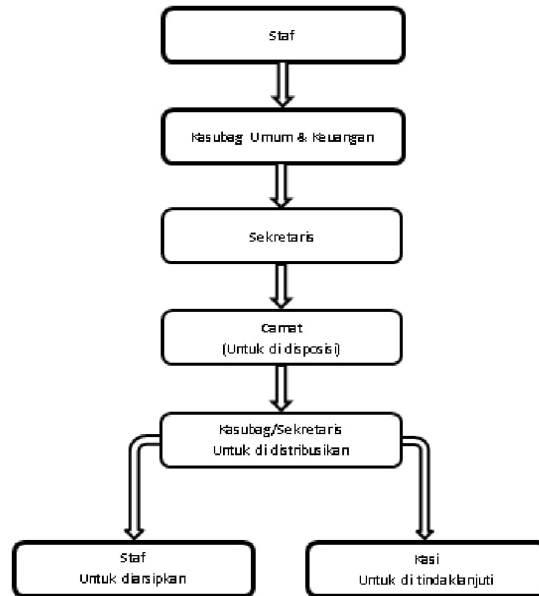 Staf
Kasubag Umum & Keuangan
Sekretaris
Camat
(Untuk di disposisi)
Kasubag/Sekretaris
Untuk di distribusikan
Staf
Untuk diarsipkan
Kasi
Untuk di tindaklanjuti